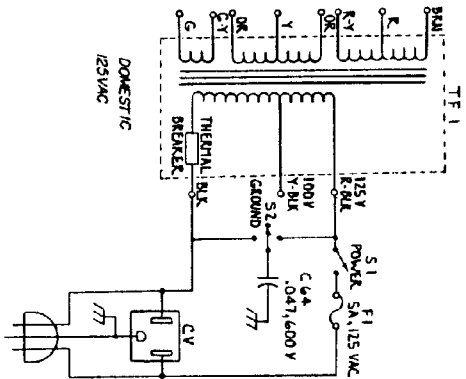 G
G-Y
OR
Y
OR
R-Y
R
BRN
TF1
DOMESTIC
125VAC
THERMAL
BREAKER
BLK
S2
GROUND
100V
Y-BLK
125V
R-BLK
S1
POWER
F1
5A, 125 VAC
C64
.047, 600 V
CV